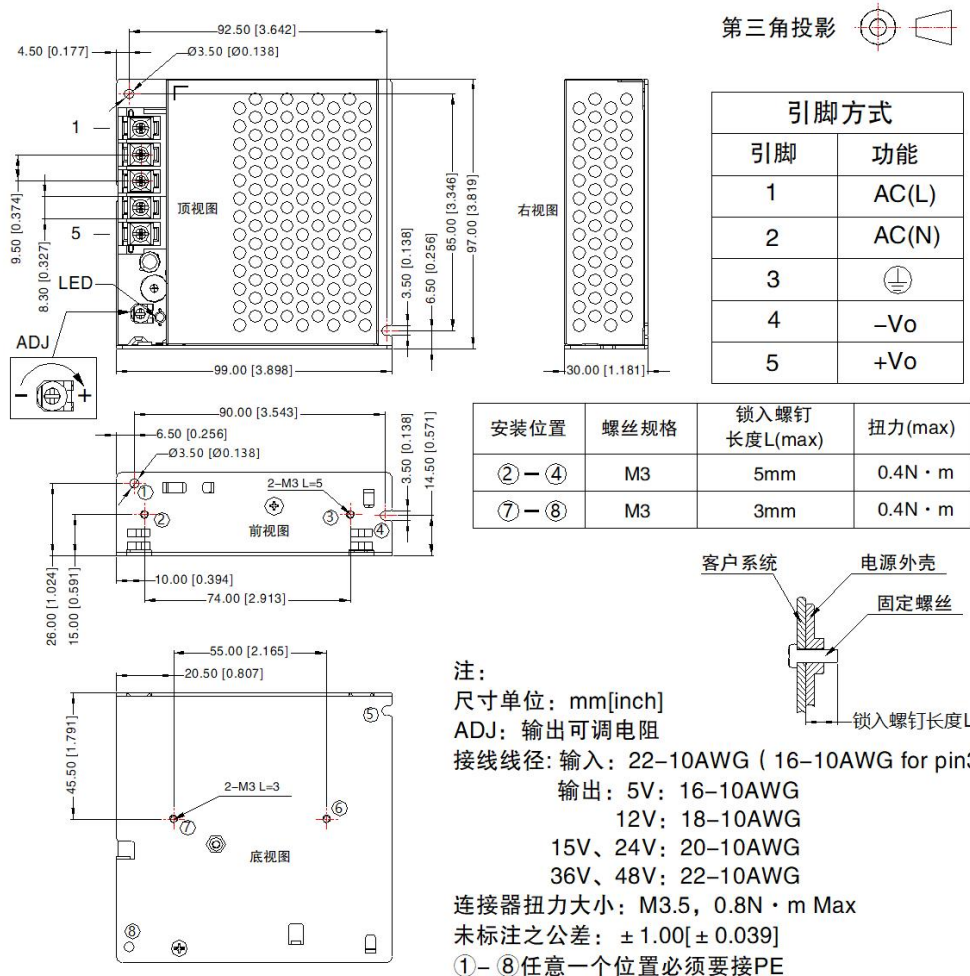 第三角投影
92.50 [3.642]
4.50 [0.177]
Ø3.50 [Ø0.138]
1
5
9.50 [0.374]
8.30 [0.327]
LED
ADJ
- +
顶视图
3.50 [0.138]
6.50 [0.256]
85.00 [3.346]
97.00 [3.819]
99.00 [3.898]
右视图
30.00 [1.181]
引脚方式
引脚 功能
1 AC(L)
2 AC(N)
3
4 –Vo
5 +Vo
90.00 [3.543]
6.50 [0.256]
Ø3.50 [Ø0.138]
2-M3 L=5
① ② ③ ④
前视图
3.50 [0.138]
14.50 [0.571]
26.00 [1.024]
15.00 [0.591]
10.00 [0.394]
74.00 [2.913]
安装位置 螺丝规格 锁入螺钉 扭力(max)
长度L(max)
②－④ M3 5mm 0.4N・m
⑦－⑧ M3 3mm 0.4N・m
客户系统 电源外壳
固定螺丝
锁入螺钉长度L
55.00 [2.165]
20.50 [0.807]
45.50 [1.791]
2-M3 L=3
⑤
⑥
⑦
⑧
底视图
注：
尺寸单位：mm[inch]
ADJ：输出可调电阻
接线线径：输入：22–10AWG（16–10AWG for pin3
输出：5V：16–10AWG
12V：18–10AWG
15V、24V：20–10AWG
36V、48V：22–10AWG
连接器扭力大小：M3.5，0.8N・m Max
未标注之公差：±1.00[±0.039]
①–⑧任意一个位置必须要接PE